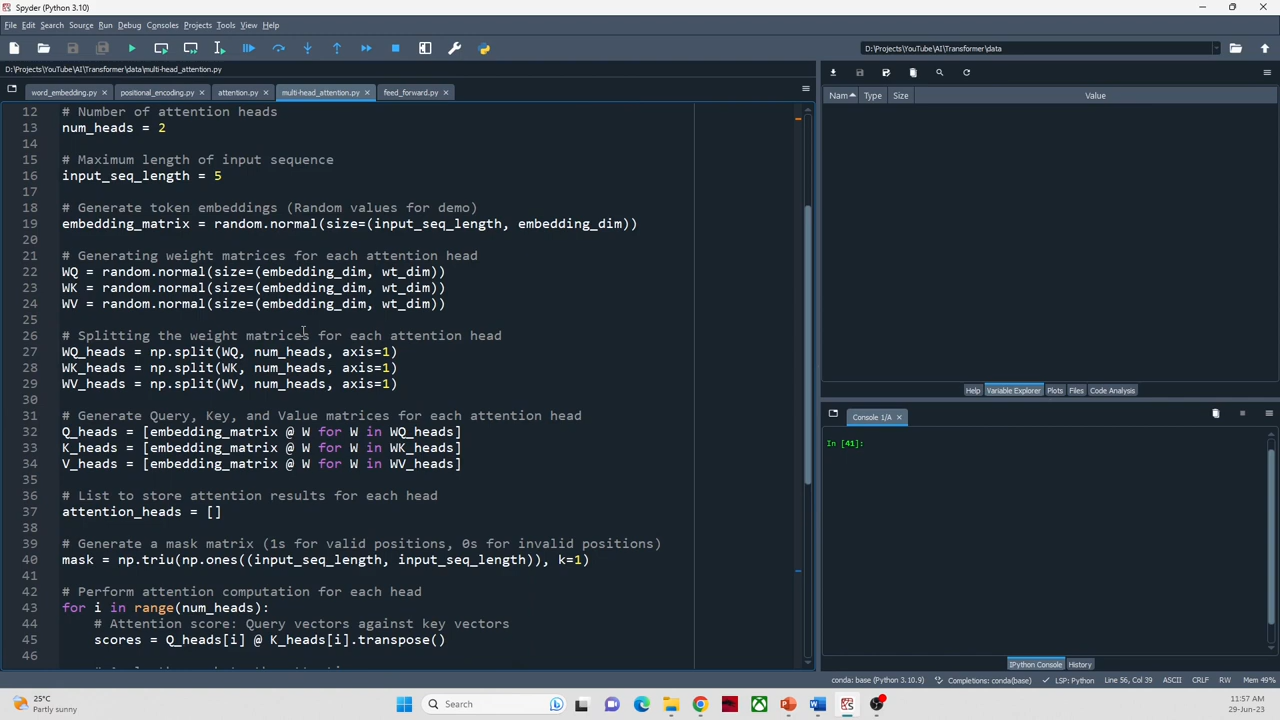 Spyder (Python 3.10)
File Edit Search Source Run Debug Consoles Projects Tools View Help
D:\Projects\YouTube\AI\Transformer\data
D:\Projects\YouTube\AI\Transformer\data\multi-head_attention.py
word_embedding.py positional_encoding.py attention.py multi-head_attention.py feed_forward.py
Nam Type Size Value
12 # Number of attention heads
13 num_heads = 2
14
15 # Maximum length of input sequence
16 input_seq_length = 5
17
18 # Generate token embeddings (Random values for demo)
19 embedding_matrix = random.normal(size=(input_seq_length, embedding_dim))
20
21 # Generating weight matrices for each attention head
22 WQ = random.normal(size=(embedding_dim, wt_dim))
23 WK = random.normal(size=(embedding_dim, wt_dim))
24 WV = random.normal(size=(embedding_dim, wt_dim))
25
26 # Splitting the weight matrices for each attention head
27 WQ_heads = np.split(WQ, num_heads, axis=1)
28 WK_heads = np.split(WK, num_heads, axis=1)
29 WV_heads = np.split(WV, num_heads, axis=1)
30
31 # Generate Query, Key, and Value matrices for each attention head
32 Q_heads = [embedding_matrix @ W for W in WQ_heads]
33 K_heads = [embedding_matrix @ W for W in WK_heads]
34 V_heads = [embedding_matrix @ W for W in WV_heads]
35
36 # List to store attention results for each head
37 attention_heads = []
38
39 # Generate a mask matrix (1s for valid positions, 0s for invalid positions)
40 mask = np.triu(np.ones((input_seq_length, input_seq_length)), k=1)
41
42 # Perform attention computation for each head
43 for i in range(num_heads):
44 # Attention score: Query vectors against key vectors
45 scores = Q_heads[i] @ K_heads[i].transpose()
46
Help Variable Explorer Plots Files Code Analysis
Console 1/A
In [41]:
IPython Console History
conda: base (Python 3.10.9) Completions: conda(base) LSP: Python Line 56, Col 39 ASCII CRLF RW Mem 49%
25°C
Partly sunny
Search
11:57 AM
29-Jun-23